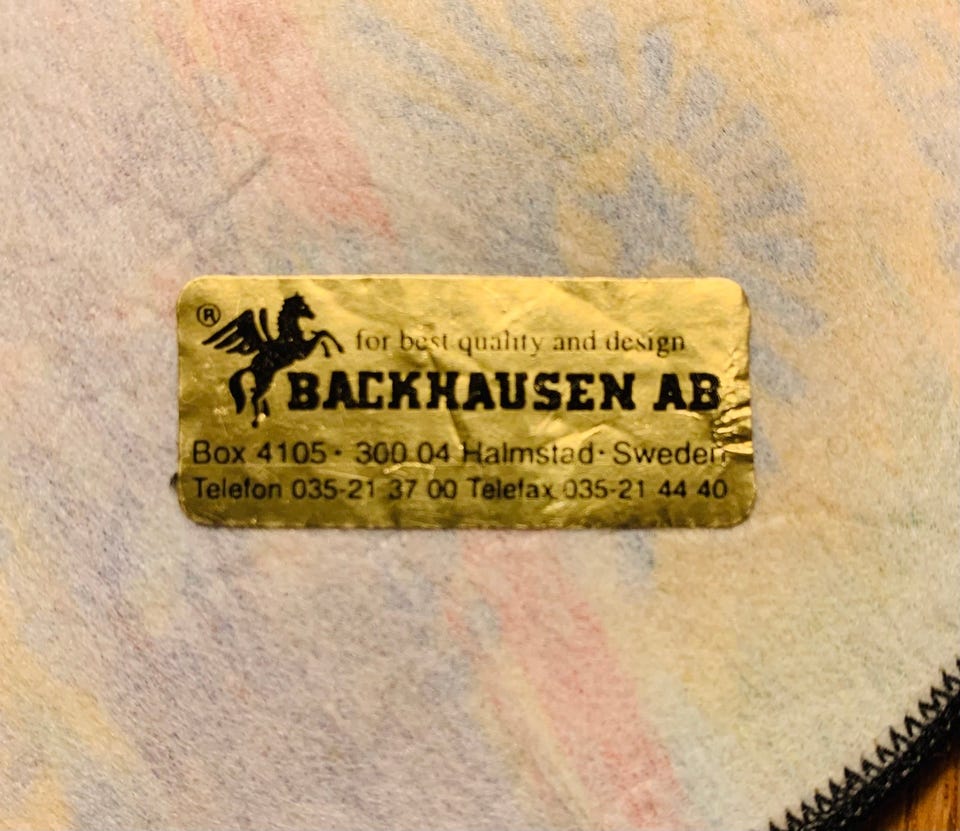 ®
for best quality and design
BACKHAUSEN AB
Box 4105 · 300 04 Halmstad · Sweden
Telefon 035-21 37 00 Telefax 035-21 44 40